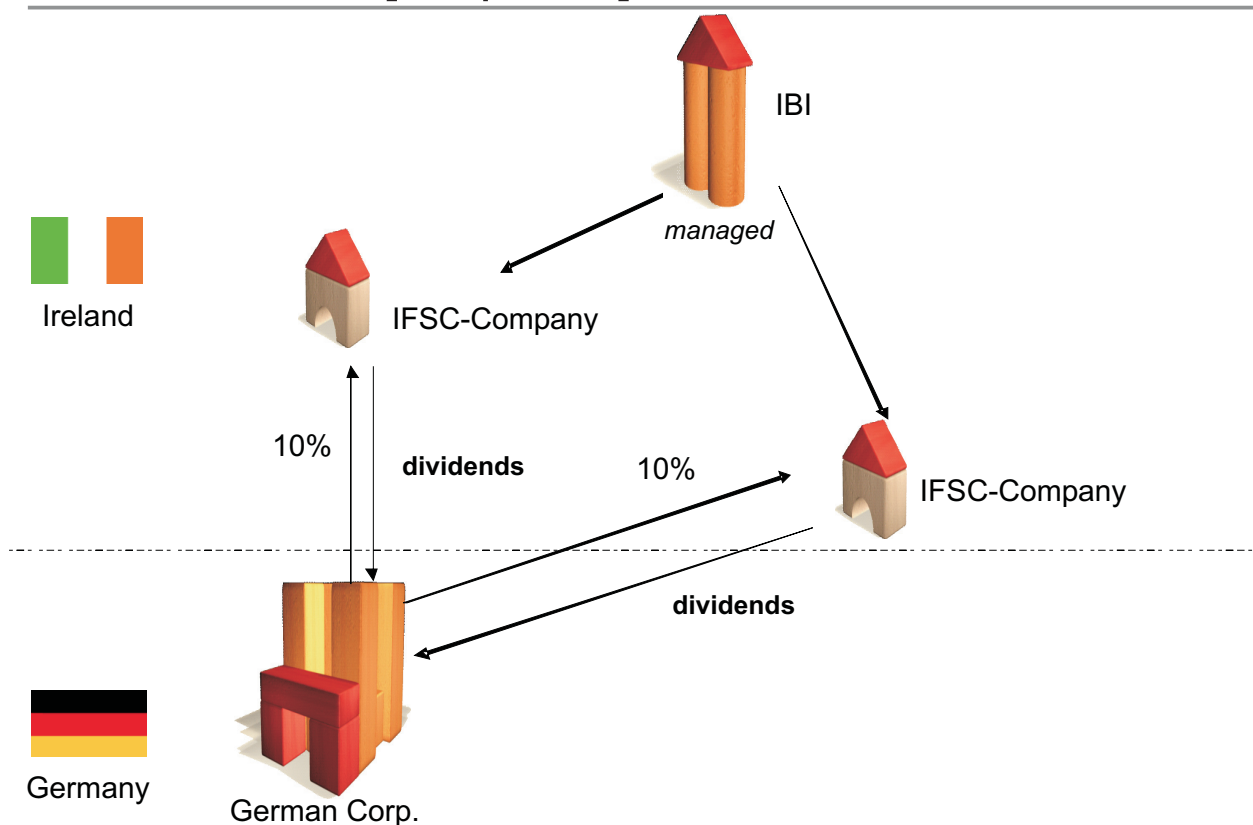 IBI
managed
Ireland
IFSC-Company
10%
dividends
10%
IFSC-Company
dividends
Germany
German Corp.